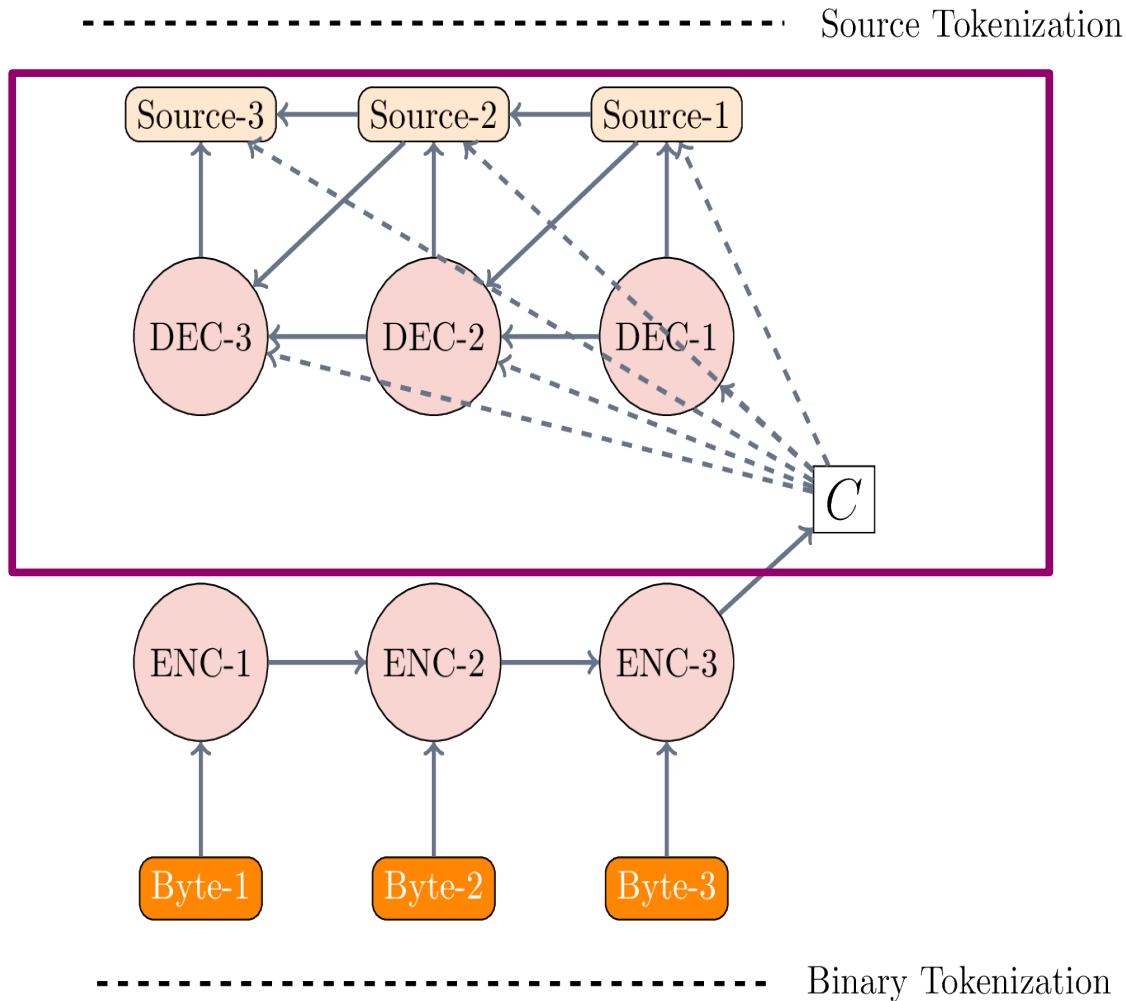 Source Tokenization
Source-3 Source-2 Source-1
DEC-3 DEC-2 DEC-1
C
ENC-1 ENC-2 ENC-3
Byte-1 Byte-2 Byte-3
Binary Tokenization